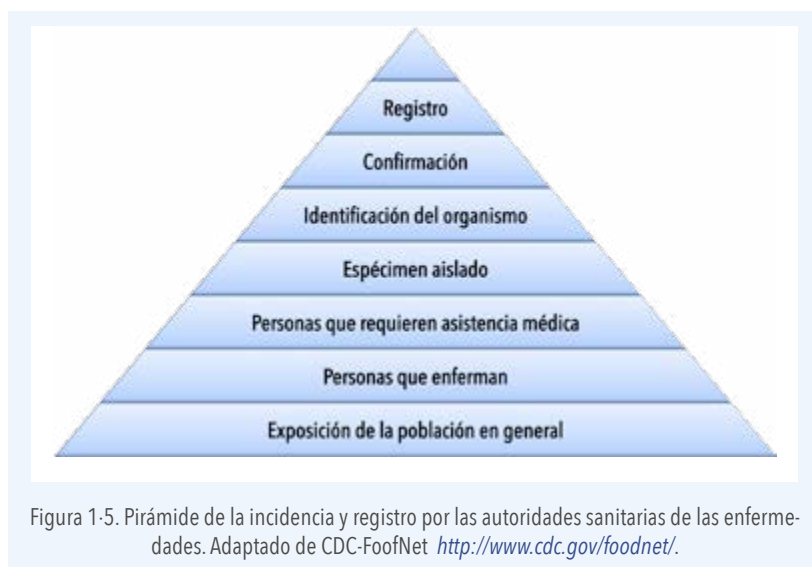 Registro
Confirmación
Identificación del organismo
Espécimen aislado
Personas que requieren asistencia médica
Personas que enferman
Exposición de la población en general
Figura 1·5. Pirámide de la incidencia y registro por las autoridades sanitarias de las enferme-
dades. Adaptado de CDC-FoofNet http://www.cdc.gov/foodnet/.